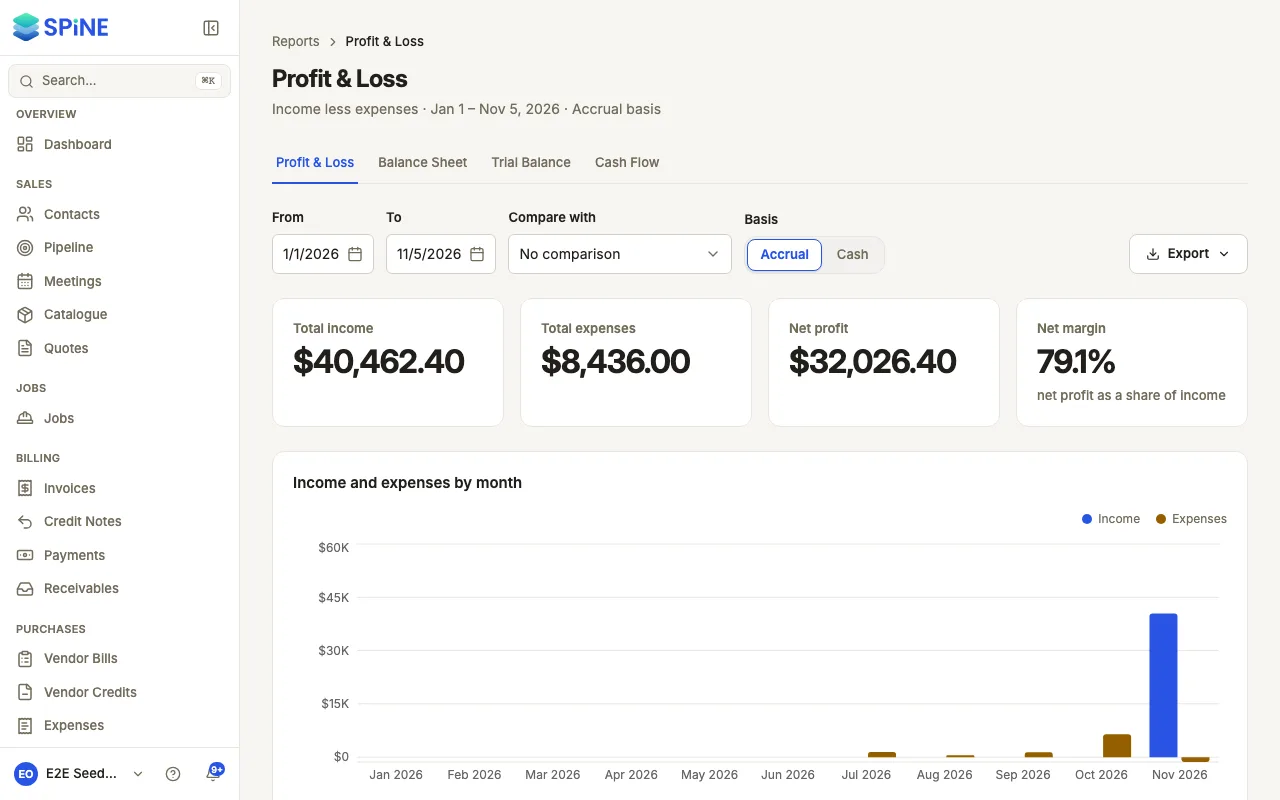 SPiNE
Search... ⌘K
OVERVIEW
Dashboard
SALES
Contacts
Pipeline
Meetings
Catalogue
Quotes
JOBS
Jobs
BILLING
Invoices
Credit Notes
Payments
Receivables
PURCHASES
Vendor Bills
Vendor Credits
Expenses
EO E2E Seed... 9+
Reports Profit & Loss
Profit & Loss
Income less expenses · Jan 1 – Nov 5, 2026 · Accrual basis
Profit & Loss Balance Sheet Trial Balance Cash Flow
From To Compare with Basis
1/1/2026 11/5/2026 No comparison Accrual Cash Export
Total income Total expenses Net profit Net margin
$40,462.40 $8,436.00 $32,026.40 79.1%
net profit as a share of income
Income and expenses by month
Income Expenses
$60K
$45K
$30K
$15K
$0
Jan 2026 Feb 2026 Mar 2026 Apr 2026 May 2026 Jun 2026 Jul 2026 Aug 2026 Sep 2026 Oct 2026 Nov 2026